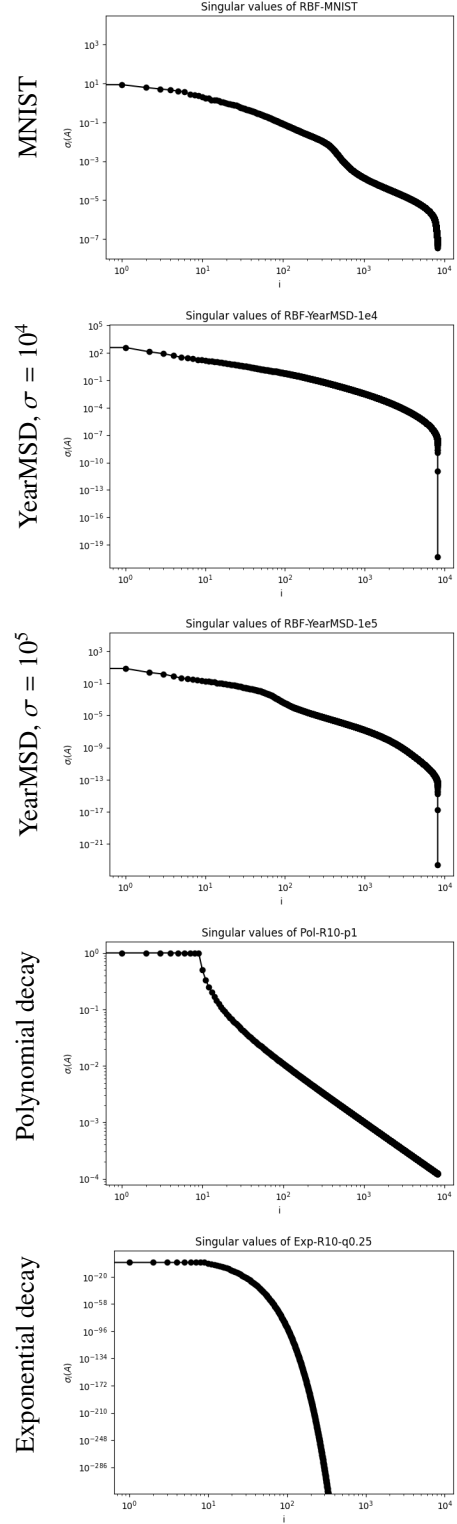 MNIST
Singular values of RBF-MNIST
10³
10¹
10⁻¹
10⁻³
10⁻⁵
10⁻⁷
σᵢ(A)
10⁰ 10¹ 10² 10³ 10⁴
i
YearMSD, σ = 10⁴
Singular values of RBF-YearMSD-1e4
10⁵
10²
10⁻¹
10⁻⁴
10⁻⁷
10⁻¹⁰
10⁻¹³
10⁻¹⁶
10⁻¹⁹
σᵢ(A)
10⁰ 10¹ 10² 10³ 10⁴
i
YearMSD, σ = 10⁵
Singular values of RBF-YearMSD-1e5
10³
10⁻¹
10⁻⁵
10⁻⁹
10⁻¹³
10⁻¹⁷
10⁻²¹
σᵢ(A)
10⁰ 10¹ 10² 10³ 10⁴
i
Polynomial decay
Singular values of Pol-R10-p1
10⁰
10⁻¹
10⁻²
10⁻³
10⁻⁴
σᵢ(A)
10⁰ 10¹ 10² 10³ 10⁴
i
Exponential decay
Singular values of Exp-R10-q0.25
10⁻²⁰
10⁻⁵⁸
10⁻⁹⁶
10⁻¹³⁴
10⁻¹⁷²
10⁻²¹⁰
10⁻²⁴⁸
10⁻²⁸⁶
σᵢ(A)
10⁰ 10¹ 10² 10³ 10⁴
i